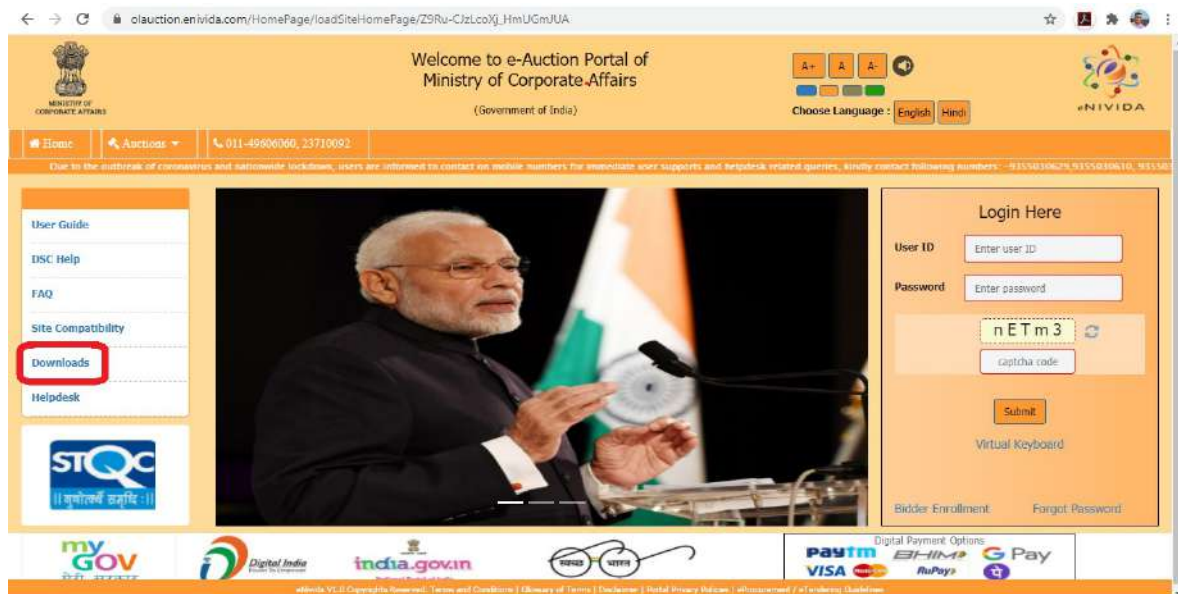 olauction.enivida.com/HomePage/loadSiteHomePage/Z9Ru-CJzLcoXj_HmUGmJUA
MINISTRY OF
CORPORATE AFFAIRS
Welcome to e-Auction Portal of
Ministry of Corporate Affairs
(Government of India)
A+ A A-
Choose Language : English Hindi
eNIVIDA
Home Auctions 011-49606060, 23710092
Due to the outbreak of coronavirus and nationwide lockdown, users are informed to contact on mobile numbers for immediate user supports and helpdesk related queries, kindly contact following numbers: -9355030629,9355030610, 93550
User Guide
DSC Help
FAQ
Site Compatibility
Downloads
Helpdesk
STQC
Login Here
User ID Enter user ID
Password Enter password
nETm3
captcha code
Submit
Virtual Keyboard
Bidder Enrollment Forgot Password
my
GOV
मेरी सरकार
Digital India
india.gov.in
स्वच्छ भारत
Digital Payment Options
Paytm BHIM G Pay
VISA RuPay